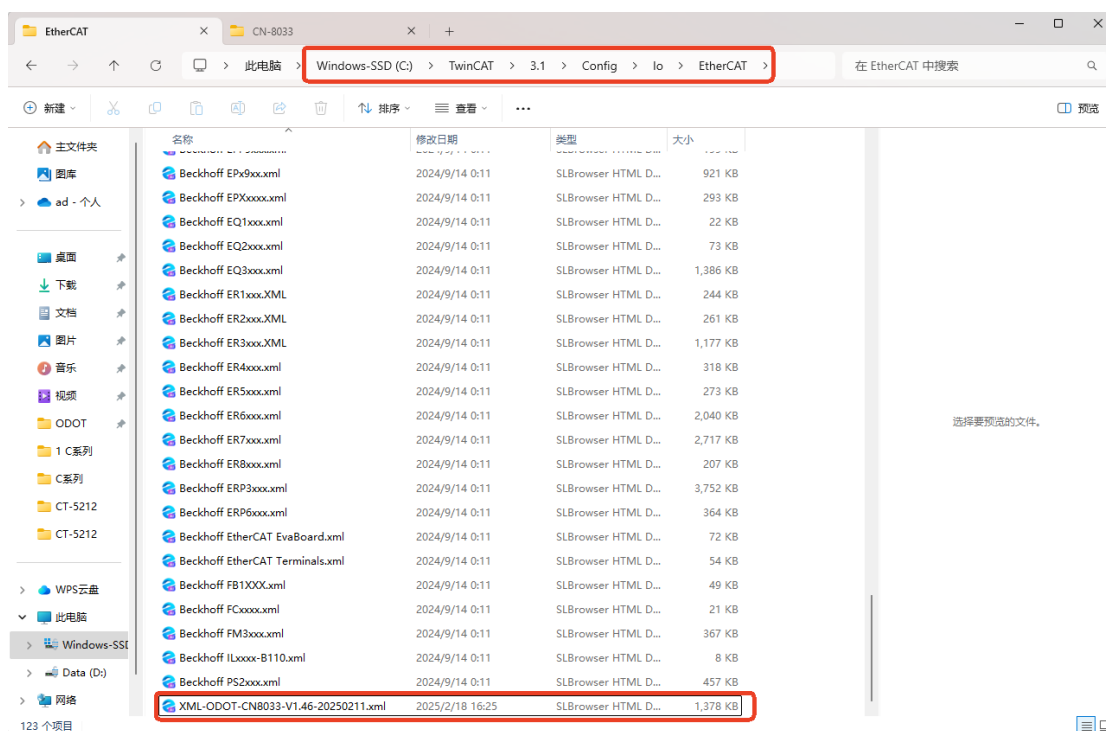 EtherCAT
CN-8033
此电脑 > Windows-SSD (C:) > TwinCAT > 3.1 > Config > Io > EtherCAT >
在 EtherCAT 中搜索
新建
排序
查看
预览
名称 修改日期 类型 大小
主文件夹
图库
ad - 个人
桌面
下载
文档
图片
音乐
视频
ODOT
1 C系列
C系列
CT-5212
CT-5212
WPS云盘
此电脑
Windows-SSD
Data (D:)
网络
Beckhoff EPx9xx.xml 2024/9/14 0:11 SLBrowser HTML D... 921 KB
Beckhoff EPXxxxx.xml 2024/9/14 0:11 SLBrowser HTML D... 293 KB
Beckhoff EQ1xxx.xml 2024/9/14 0:11 SLBrowser HTML D... 22 KB
Beckhoff EQ2xxx.xml 2024/9/14 0:11 SLBrowser HTML D... 73 KB
Beckhoff EQ3xxx.xml 2024/9/14 0:11 SLBrowser HTML D... 1,386 KB
Beckhoff ER1xxx.XML 2024/9/14 0:11 SLBrowser HTML D... 244 KB
Beckhoff ER2xxx.XML 2024/9/14 0:11 SLBrowser HTML D... 261 KB
Beckhoff ER3xxx.XML 2024/9/14 0:11 SLBrowser HTML D... 1,177 KB
Beckhoff ER4xxx.xml 2024/9/14 0:11 SLBrowser HTML D... 318 KB
Beckhoff ER5xxx.xml 2024/9/14 0:11 SLBrowser HTML D... 273 KB
Beckhoff ER6xxx.xml 2024/9/14 0:11 SLBrowser HTML D... 2,040 KB
Beckhoff ER7xxx.xml 2024/9/14 0:11 SLBrowser HTML D... 2,717 KB
Beckhoff ER8xxx.xml 2024/9/14 0:11 SLBrowser HTML D... 207 KB
Beckhoff ERP3xxx.xml 2024/9/14 0:11 SLBrowser HTML D... 3,752 KB
Beckhoff ERP6xxx.xml 2024/9/14 0:11 SLBrowser HTML D... 364 KB
Beckhoff EtherCAT EvaBoard.xml 2024/9/14 0:11 SLBrowser HTML D... 72 KB
Beckhoff EtherCAT Terminals.xml 2024/9/14 0:11 SLBrowser HTML D... 54 KB
Beckhoff FB1XXX.xml 2024/9/14 0:11 SLBrowser HTML D... 49 KB
Beckhoff FCxxxx.xml 2024/9/14 0:11 SLBrowser HTML D... 21 KB
Beckhoff FM3xxx.xml 2024/9/14 0:11 SLBrowser HTML D... 367 KB
Beckhoff ILxxxx-B110.xml 2024/9/14 0:11 SLBrowser HTML D... 8 KB
Beckhoff PS2xxx.xml 2024/9/14 0:11 SLBrowser HTML D... 457 KB
XML-ODOT-CN8033-V1.46-20250211.xml 2025/2/18 16:25 SLBrowser HTML D... 1,378 KB
选择要预览的文件。
123 个项目